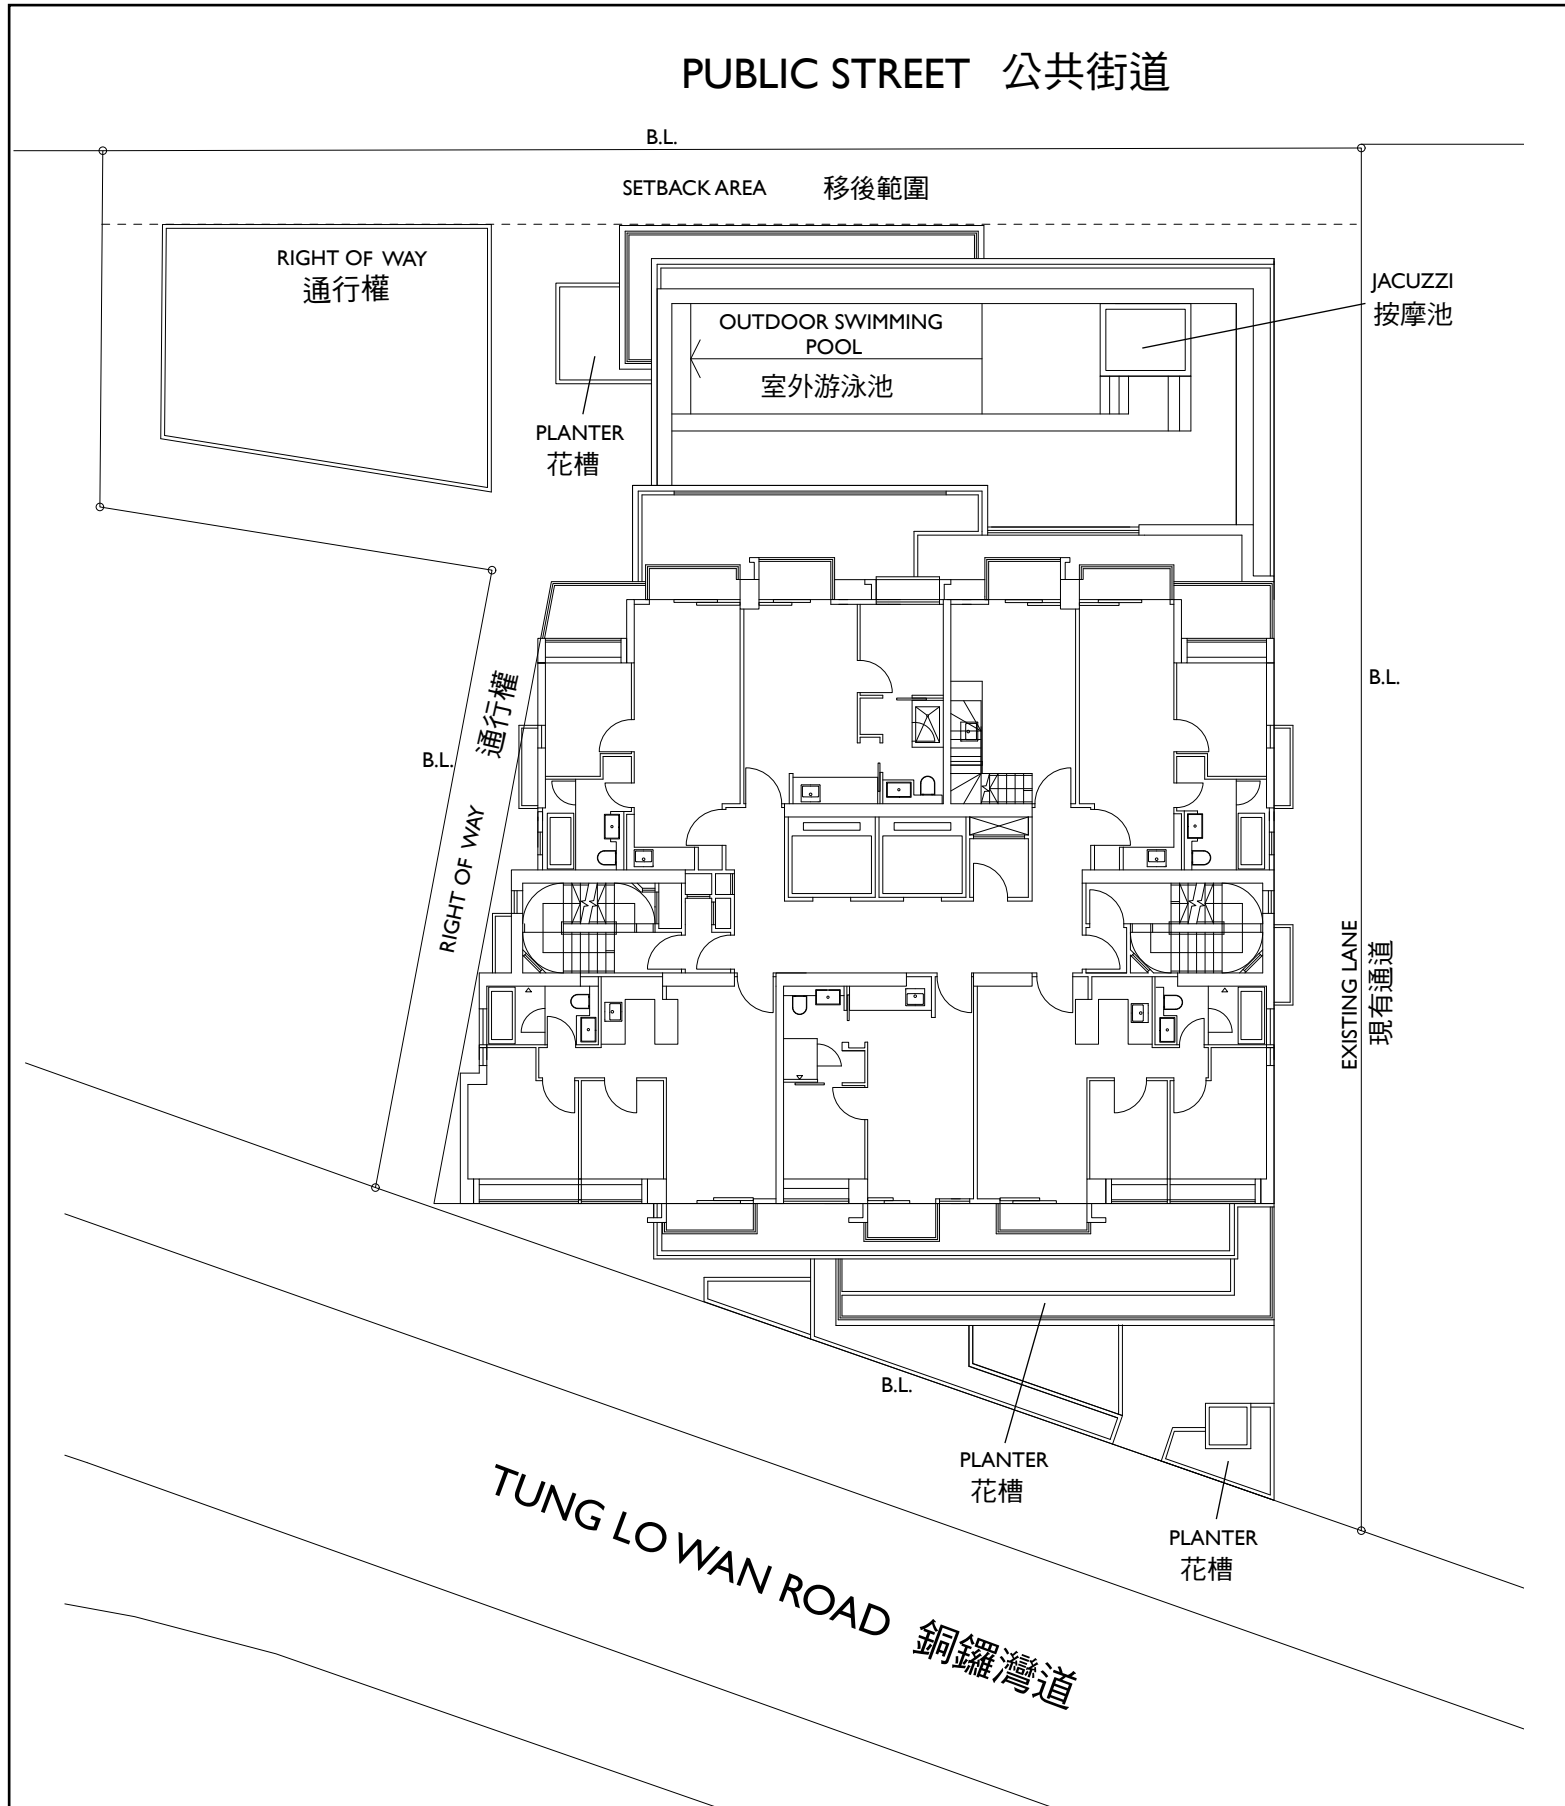 PUBLIC STREET 公共街道
B.L.
SETBACK AREA 移後範圍
RIGHT OF WAY
通行權
JACUZZI
按摩池
OUTDOOR SWIMMING
POOL
室外游泳池
PLANTER
花槽
B.L.
RIGHT OF WAY 通行權
B.L.
EXISTING LANE
現有通道
B.L.
PLANTER
花槽
PLANTER
花槽
TUNG LO WAN ROAD 銅鑼灣道